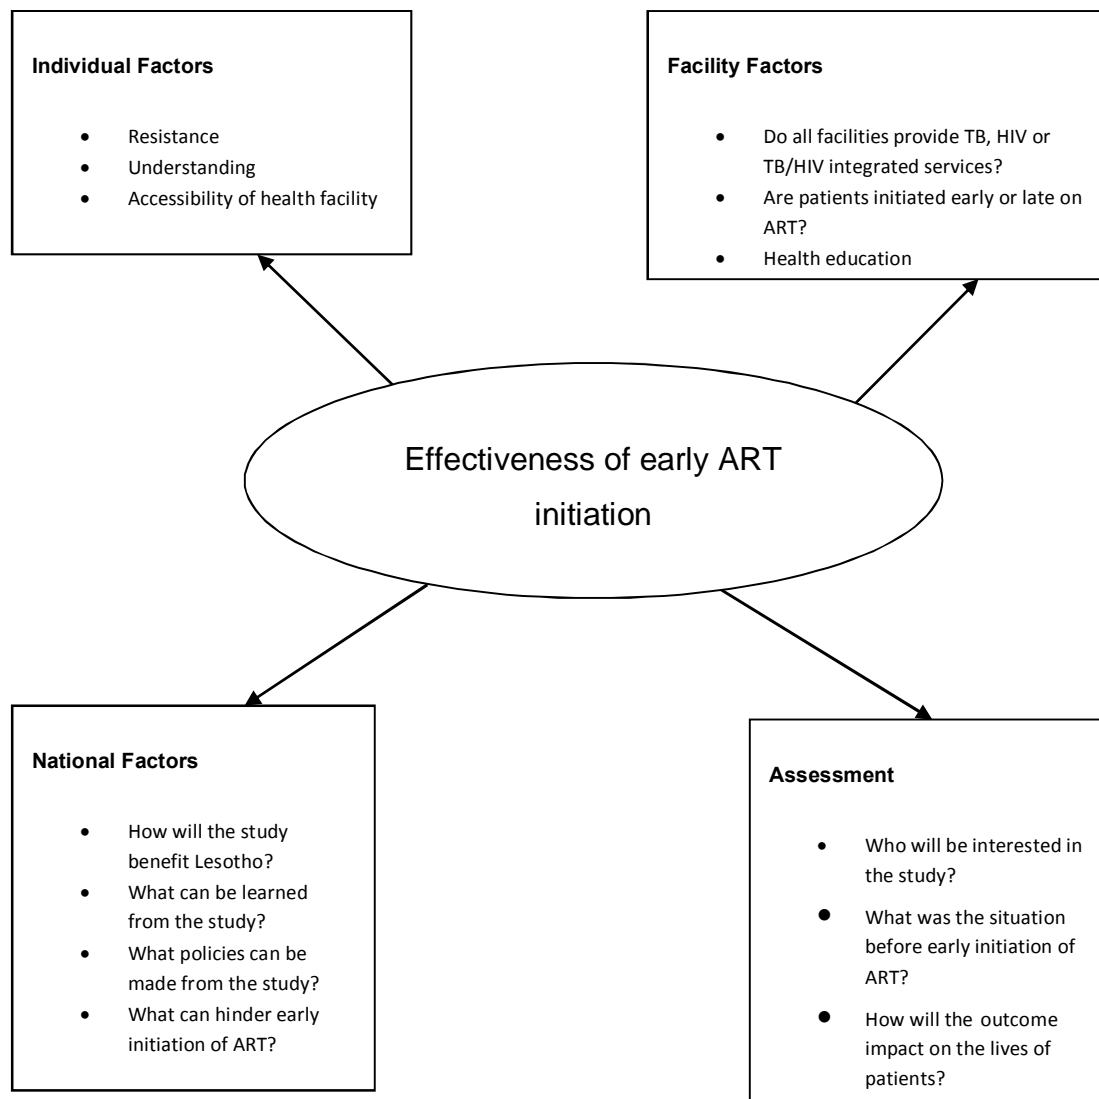 Individual Factors
• Resistance
• Understanding
• Accessibility of health facility
Facility Factors
• Do all facilities provide TB, HIV or
TB/HIV integrated services?
• Are patients initiated early or late on
ART?
• Health education
Effectiveness of early ART
initiation
National Factors
• How will the study
benefit Lesotho?
• What can be learned
from the study?
• What policies can be
made from the study?
• What can hinder early
initiation of ART?
Assessment
• Who will be interested in
the study?
• What was the situation
before early initiation of
ART?
• How will the outcome
impact on the lives of
patients?